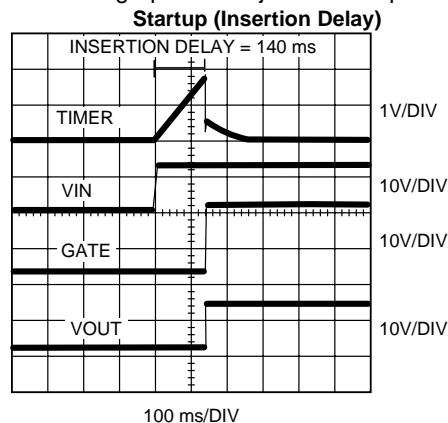 Startup (Insertion Delay)
INSERTION DELAY = 140 ms
TIMER
1V/DIV
VIN
10V/DIV
GATE
10V/DIV
VOUT
10V/DIV
100 ms/DIV